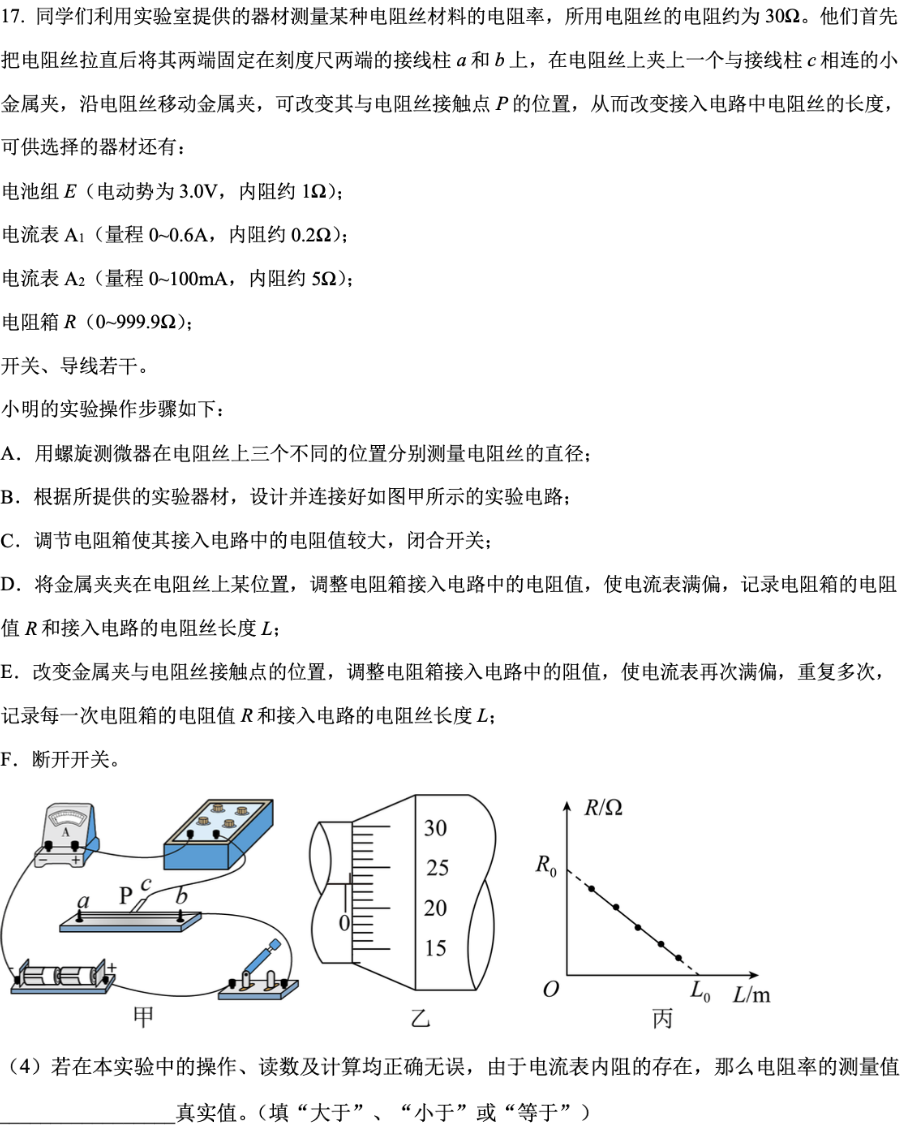 17. 同学们利用实验室提供的器材测量某种电阻丝材料的电阻率，所用电阻丝的电阻约为 30Ω。他们首先
把电阻丝拉直后将其两端固定在刻度尺两端的接线柱 a 和 b 上，在电阻丝上夹上一个与接线柱 c 相连的小
金属夹，沿电阻丝移动金属夹，可改变其与电阻丝接触点 P 的位置，从而改变接入电路中电阻丝的长度，
可供选择的器材还有：
电池组 E（电动势为 3.0V，内阻约 1Ω）；
电流表 A₁（量程 0~0.6A，内阻约 0.2Ω）；
电流表 A₂（量程 0~100mA，内阻约 5Ω）；
电阻箱 R（0~999.9Ω）；
开关、导线若干。
小明的实验操作步骤如下：
A．用螺旋测微器在电阻丝上三个不同的位置分别测量电阻丝的直径；
B．根据所提供的实验器材，设计并连接好如图甲所示的实验电路；
C．调节电阻箱使其接入电路中的电阻值较大，闭合开关；
D．将金属夹夹在电阻丝上某位置，调整电阻箱接入电路中的电阻值，使电流表满偏，记录电阻箱的电阻
值 R 和接入电路的电阻丝长度 L；
E．改变金属夹与电阻丝接触点的位置，调整电阻箱接入电路中的阻值，使电流表再次满偏，重复多次，
记录每一次电阻箱的电阻值 R 和接入电路的电阻丝长度 L；
F．断开开关。
A
- +
a P c b
- +
甲
30
25
20
15
0
乙
R/Ω
R₀
O L₀ L/m
丙
（4）若在本实验中的操作、读数及计算均正确无误，由于电流表内阻的存在，那么电阻率的测量值
__________________真实值。（填“大于”、“小于”或“等于”）